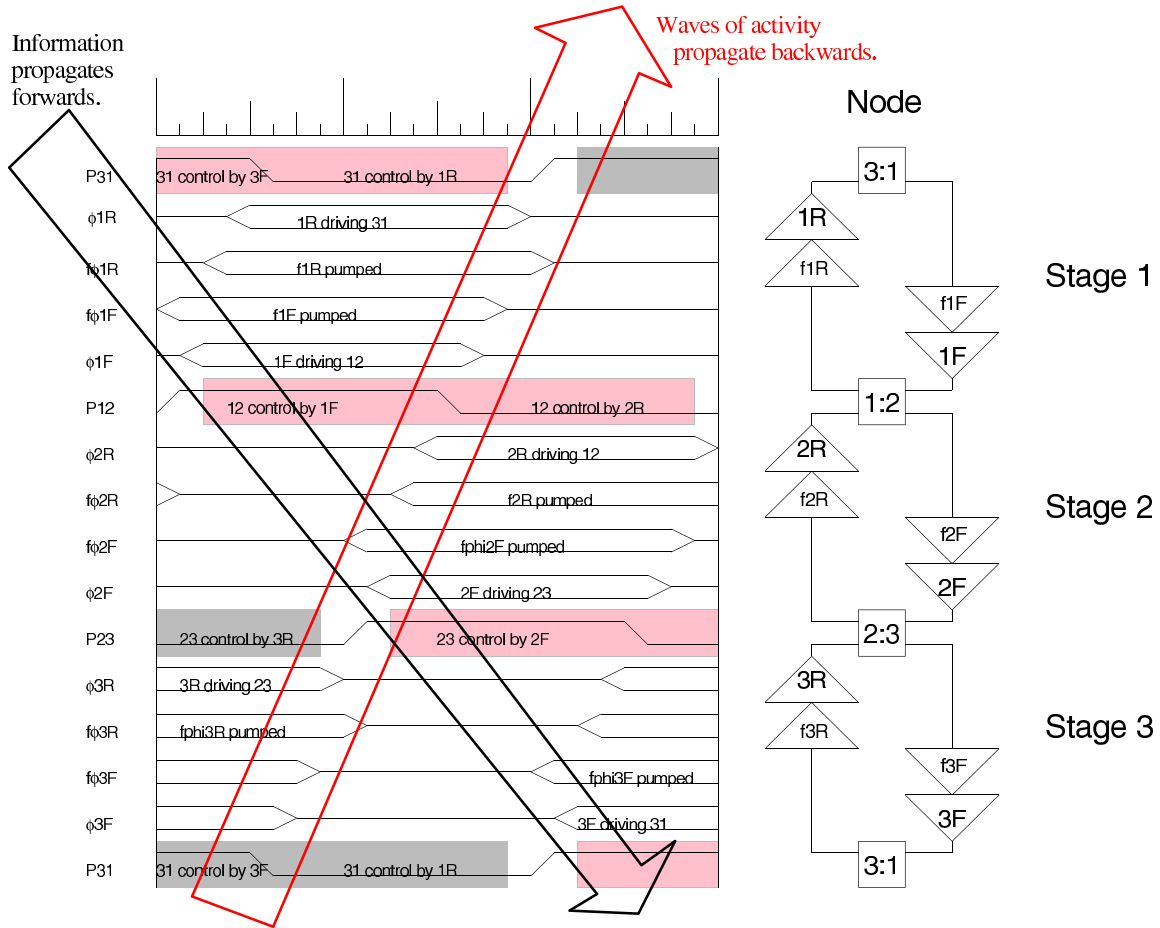 Information
propagates
forwards.
Waves of activity
propagate backwards.
Node
P31
31 control by 3F
31 control by 1R
ϕ1R
1R driving 31
fϕ1R
f1R pumped
fϕ1F
f1F pumped
ϕ1F
1F driving 12
P12
12 control by 1F
12 control by 2R
ϕ2R
2R driving 12
fϕ2R
f2R pumped
fϕ2F
fphi2F pumped
ϕ2F
2F driving 23
P23
23 control by 3R
23 control by 2F
ϕ3R
3R driving 23
fϕ3R
fphi3R pumped
fϕ3F
fphi3F pumped
ϕ3F
3F driving 31
P31
31 control by 3F
31 control by 1R
3:1
1R
f1R
f1F
1F
Stage 1
1:2
2R
f2R
f2F
2F
Stage 2
2:3
3R
f3R
f3F
3F
Stage 3
3:1